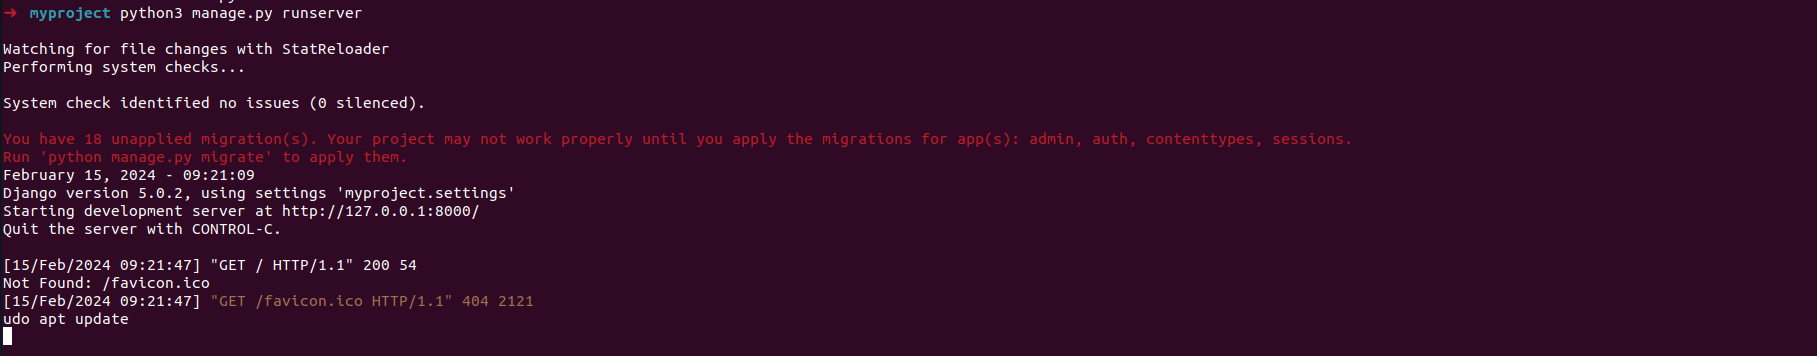 ➜ myproject python3 manage.py runserver
Watching for file changes with StatReloader
Performing system checks...
System check identified no issues (0 silenced).
You have 18 unapplied migration(s). Your project may not work properly until you apply the migrations for app(s): admin, auth, contenttypes, sessions.
Run 'python manage.py migrate' to apply them.
February 15, 2024 - 09:21:09
Django version 5.0.2, using settings 'myproject.settings'
Starting development server at http://127.0.0.1:8000/
Quit the server with CONTROL-C.
[15/Feb/2024 09:21:47] "GET / HTTP/1.1" 200 54
Not Found: /favicon.ico
[15/Feb/2024 09:21:47] "GET /favicon.ico HTTP/1.1" 404 2121
udo apt update